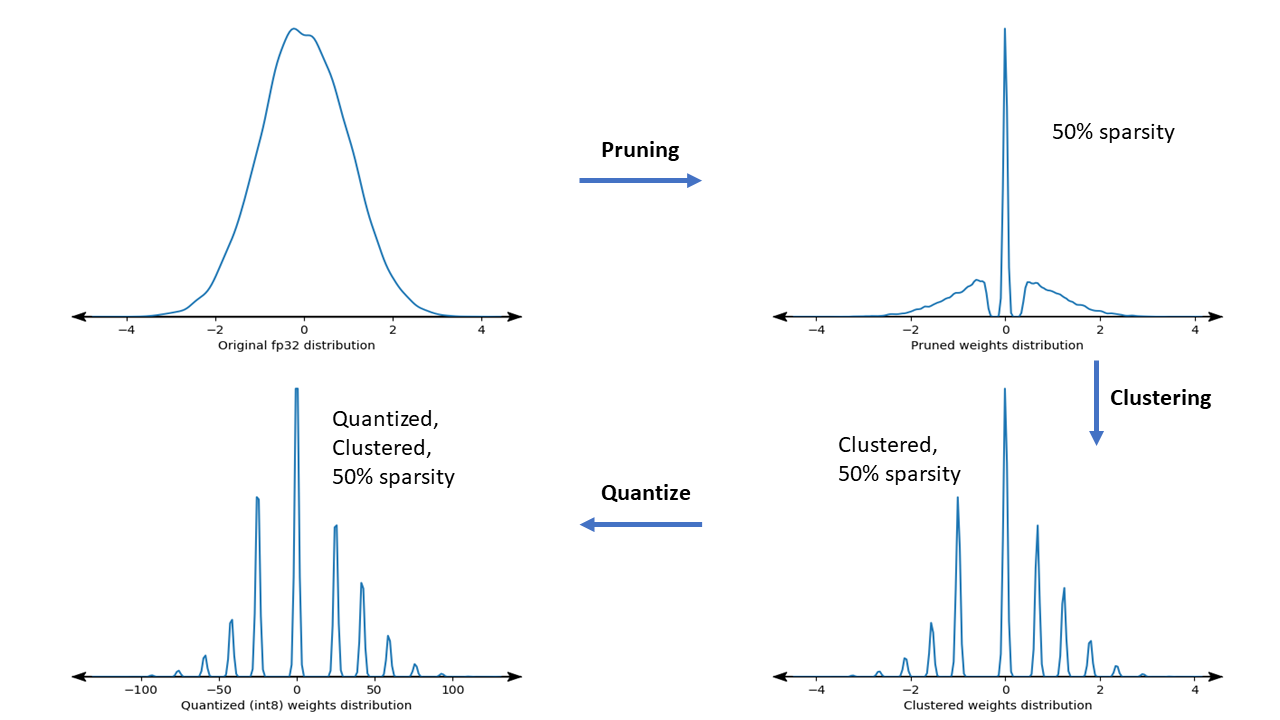 −4 −2 0 2 4
Original fp32 distribution
Pruning
50% sparsity
−4 −2 0 2 4
Pruned weights distribution
Clustering
Clustered,
50% sparsity
−4 −2 0 2 4
Clustered weights distribution
Quantize
Quantized,
Clustered,
50% sparsity
−100 −50 0 50 100
Quantized (int8) weights distribution